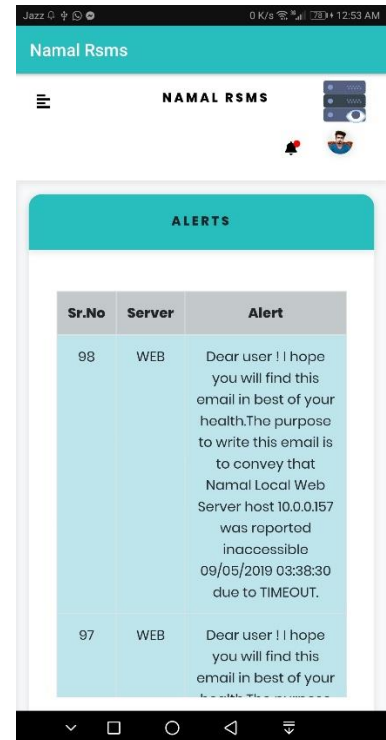 Jazz 0 K/s 78 12:53 AM
Namal Rsms
NAMAL RSMS
ALERTS
Sr.No Server Alert
98 WEB Dear user ! I hope
you will find this
email in best of your
health.The purpose
to write this email is
to convey that
Namal Local Web
Server host 10.0.0.157
was reported
inaccessible
09/05/2019 03:38:30
due to TIMEOUT.
97 WEB Dear user ! I hope
you will find this
email in best of your